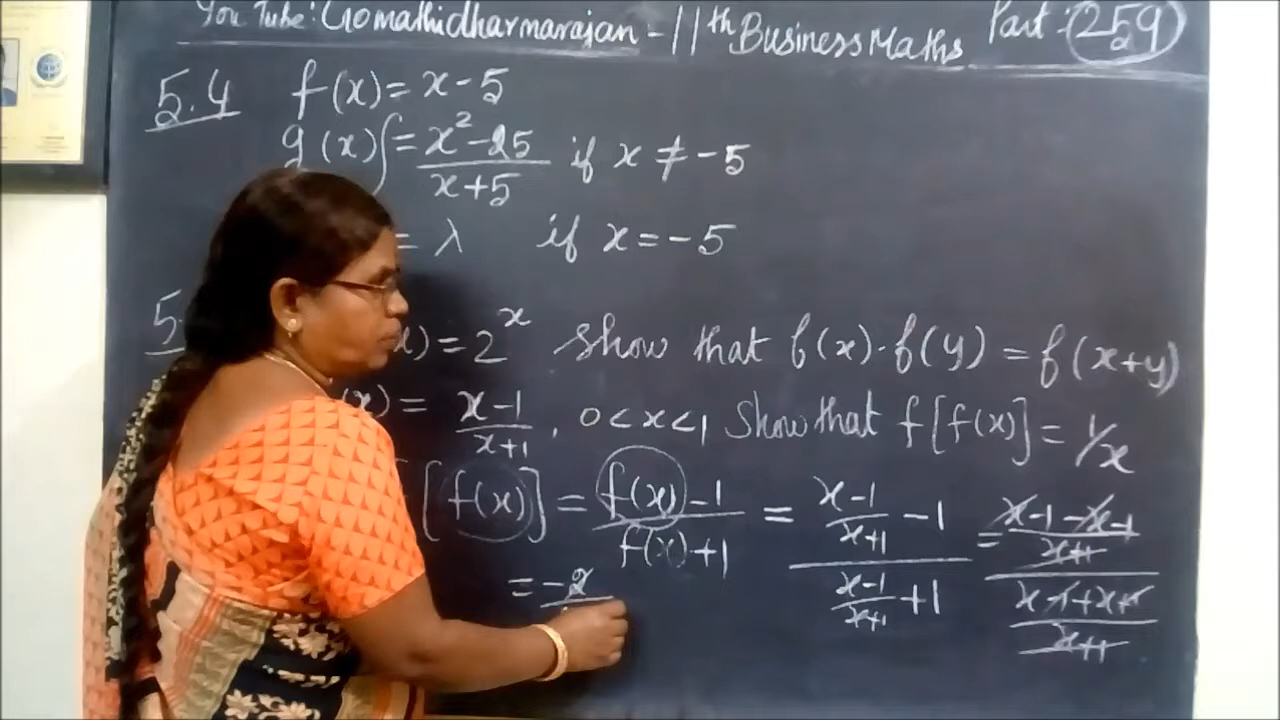 You Tube: Gomathidharmarajan - 11th Business Maths Part: 259
5.4 f(x) = x-5
g(x) = x²-25 / x+5 if x ≠ -5
= λ if x = -5
5. x) = 2^x Show that f(x)·f(y) = f(x+y)
(x) = x-1 / x+1, 0<x<1 Show that f[f(x)] = 1/x
[f(x)] = f(x)-1 / f(x)+1 = (x-1 / x+1 - 1) / (x-1 / x+1 + 1) = (x-1-x-1 / x+1) / (x-1+x+1 / x+1)
= -2